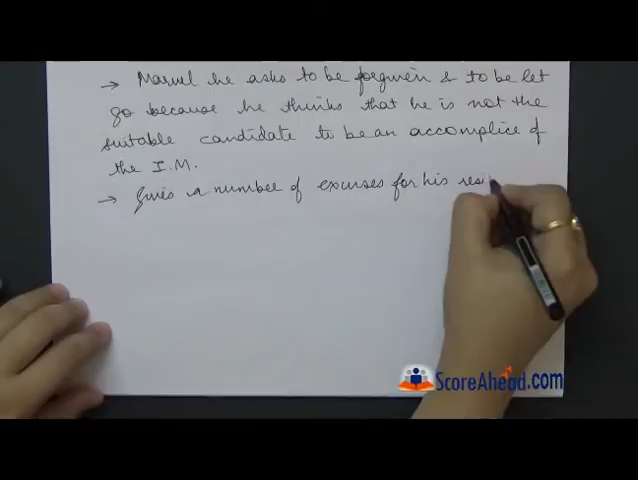 → Marvel he asks to be forgiven & to be let
go because he thinks that he is not the
suitable candidate to be an accomplice of
the I.M.
→ Gives a number of excuses for his resi
ScoreAhead.com